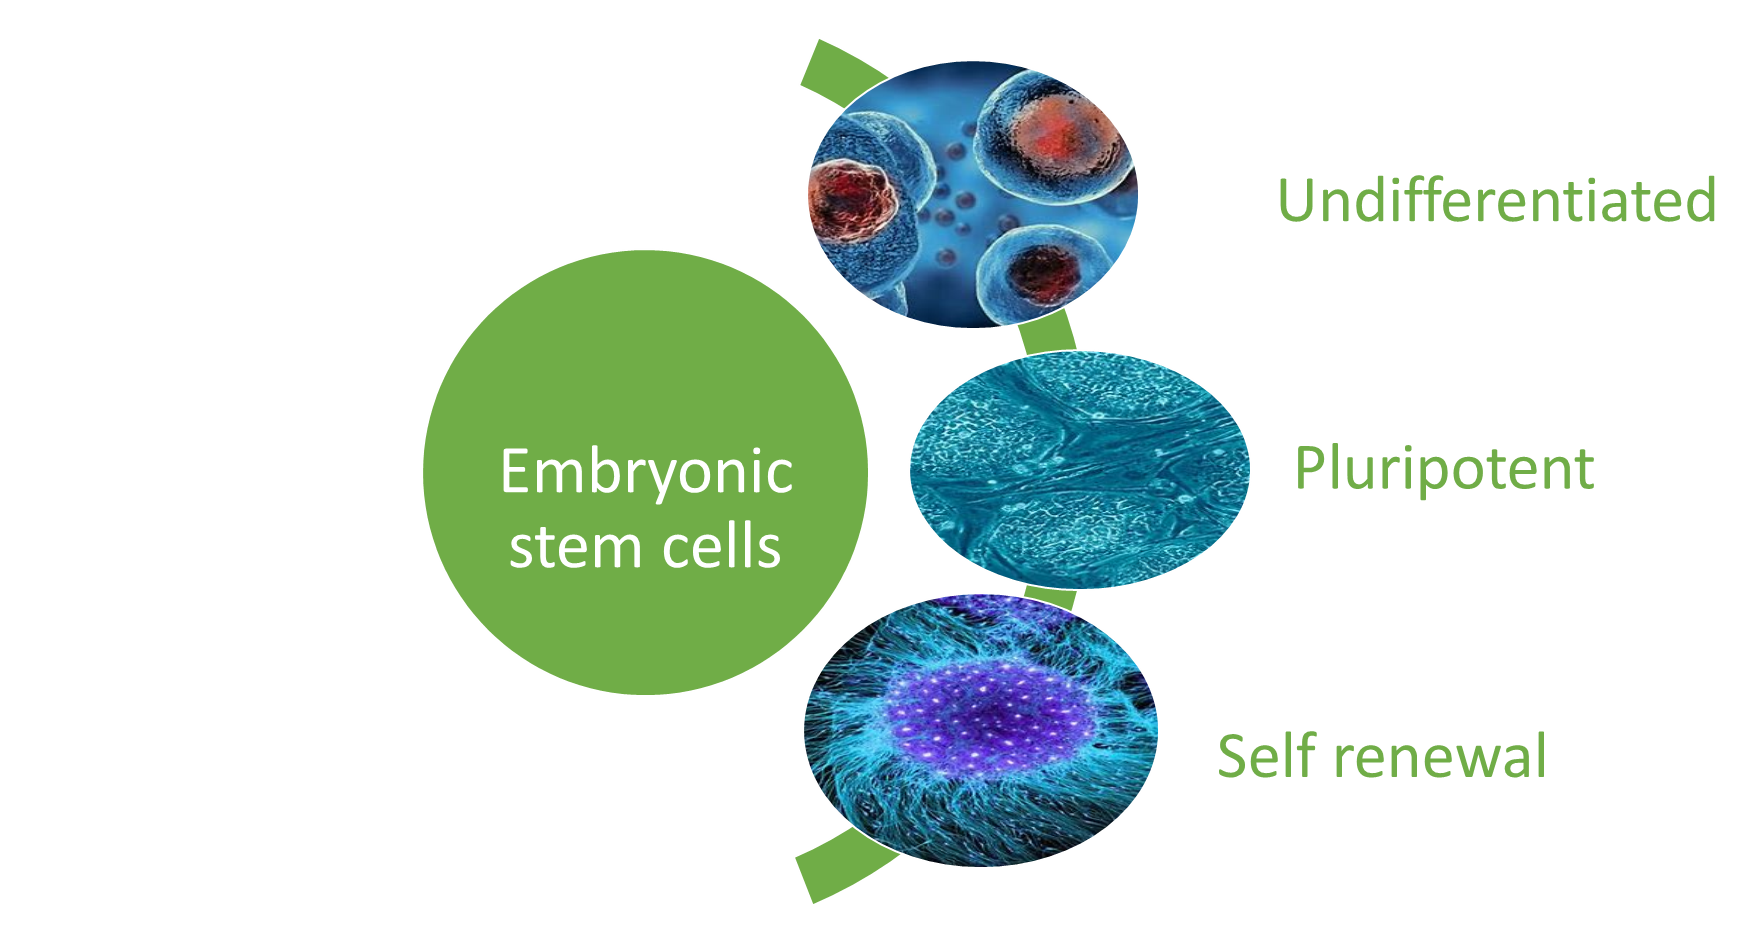 Embryonic
stem cells
Undifferentiated
Pluripotent
Self renewal